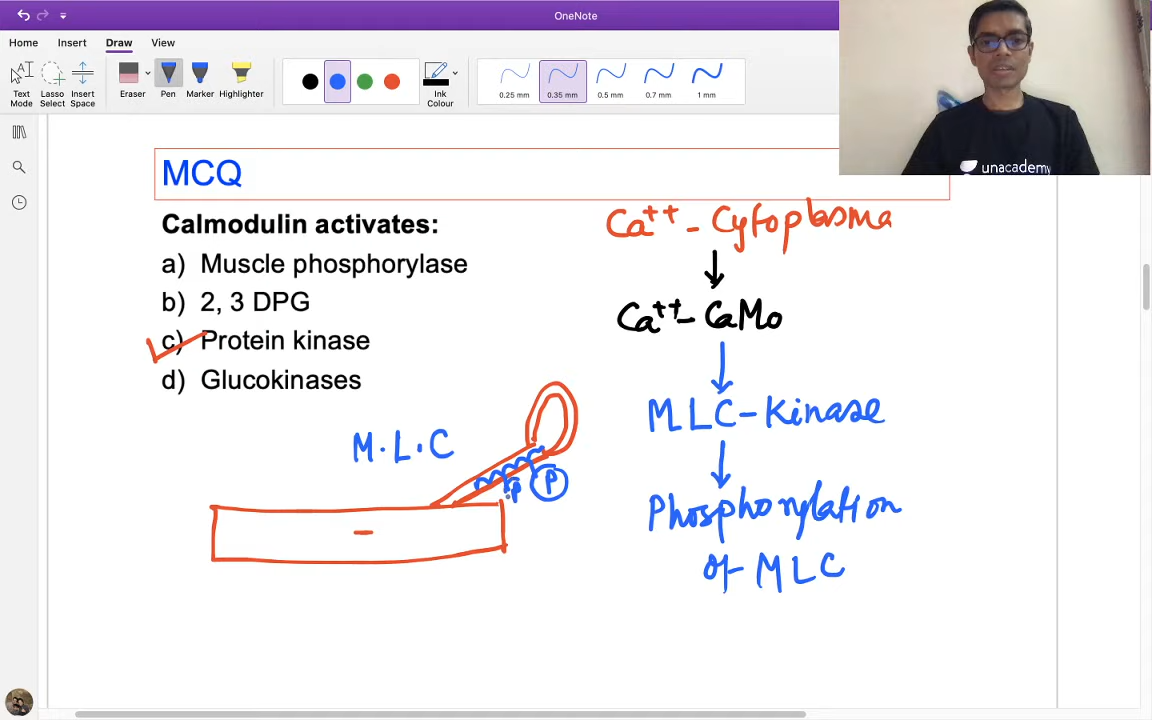 OneNote
Home Insert Draw View
Text Mode
Lasso Select
Insert Space
Eraser
Pen
Marker
Highlighter
Ink Colour
0.25 mm
0.35 mm
0.5 mm
0.7 mm
1 mm
unacademy
MCQ
Calmodulin activates:
a) Muscle phosphorylase
b) 2, 3 DPG
c) Protein kinase
d) Glucokinases
Ca++ - Cytoplasma
Ca++ - CaMo
MLC - Kinase
Phosphorylation
of MLC
M.L.C
P P
-